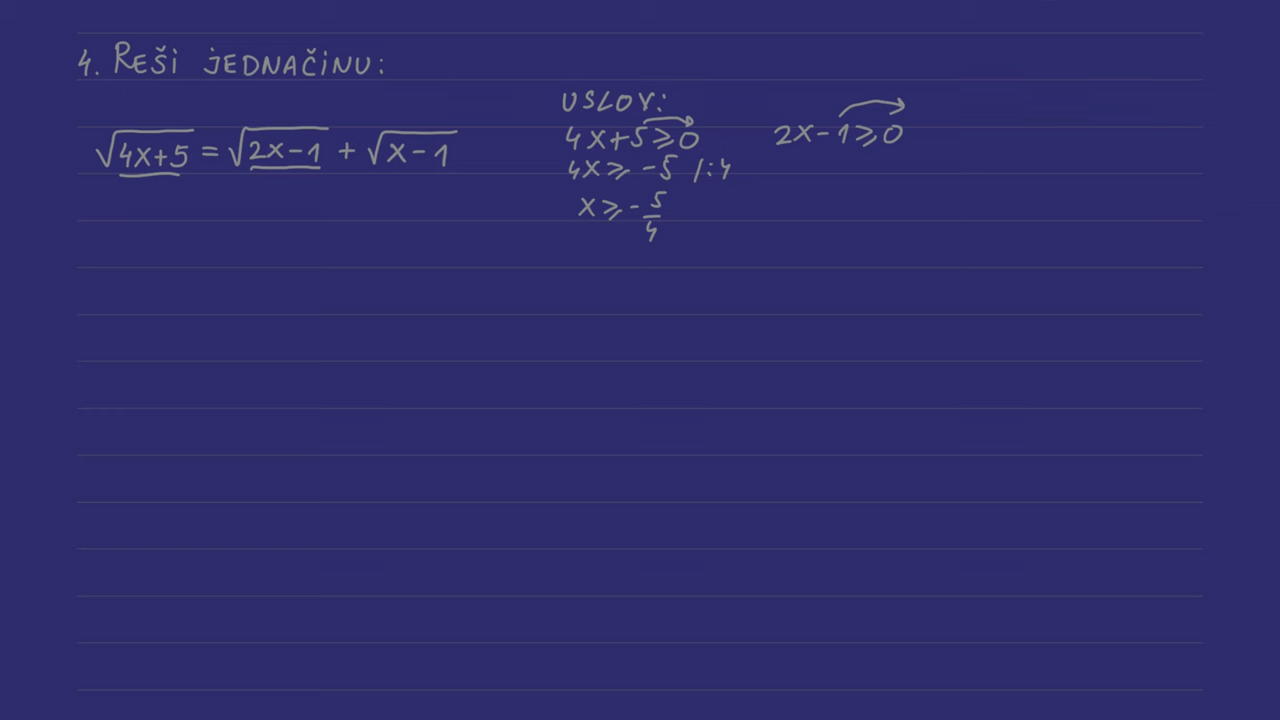 4. REŠi jEDNAČiNU:
√4x+5 = √2x-1 + √x-1
USLOV:
4x+5≥0
4x≥-5 /:4
x≥-5/4
2x-1≥0